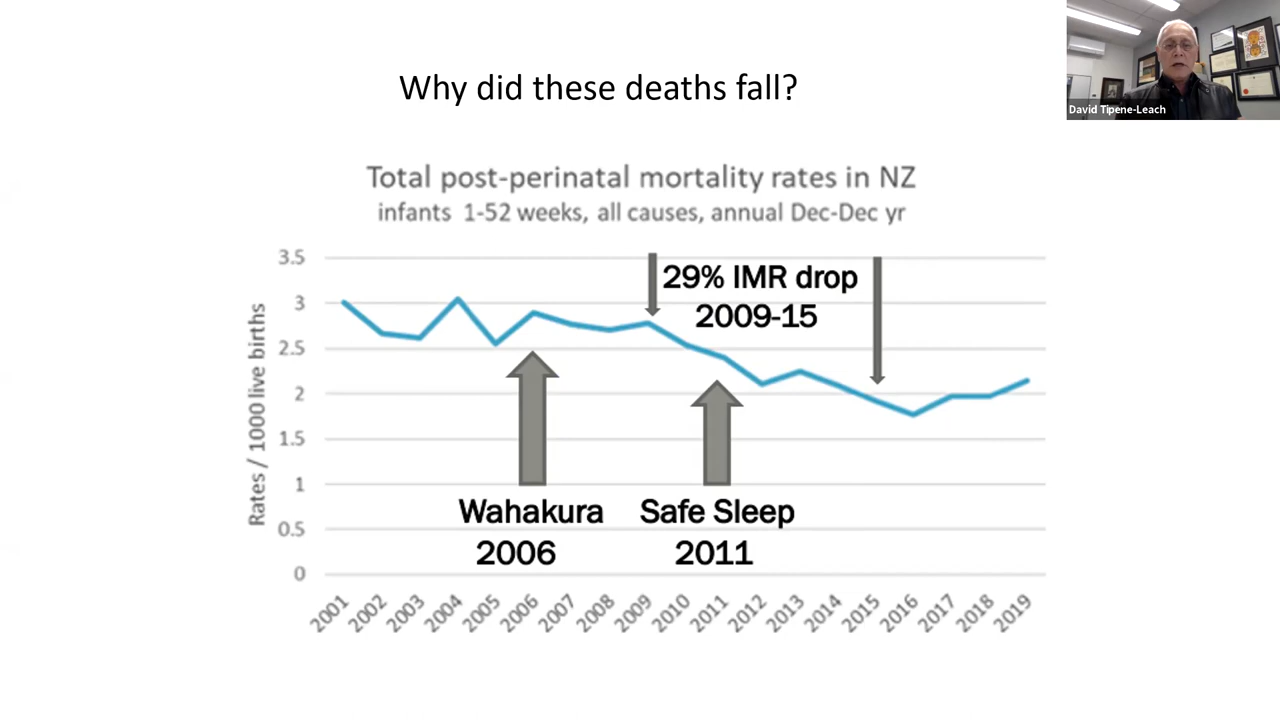 Why did these deaths fall?
David Tipene-Leach
Total post-perinatal mortality rates in NZ
infants 1-52 weeks, all causes, annual Dec-Dec yr
Rates / 1000 live births
3.5
3
2.5
2
1.5
1
0.5
0
29% IMR drop
2009-15
Wahakura
2006
Safe Sleep
2011
2001 2002 2003 2004 2005 2006 2007 2008 2009 2010 2011 2012 2013 2014 2015 2016 2017 2018 2019